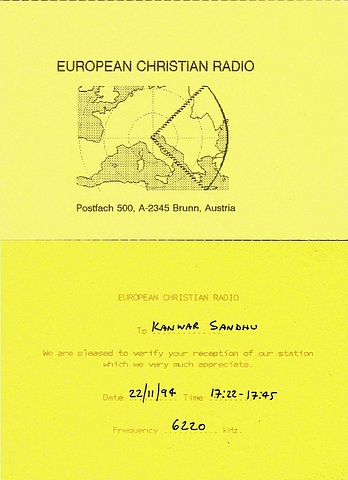 EUROPEAN CHRISTIAN RADIO
Postfach 500, A-2345 Brunn, Austria
EUROPEAN CHRISTIAN RADIO
To KANWAR SANDHU
We are pleased to verify your reception of our station
which we very much appreciate.
Date 22/11/94 Time 17:22-17:45
Frequency 6220 kHz.